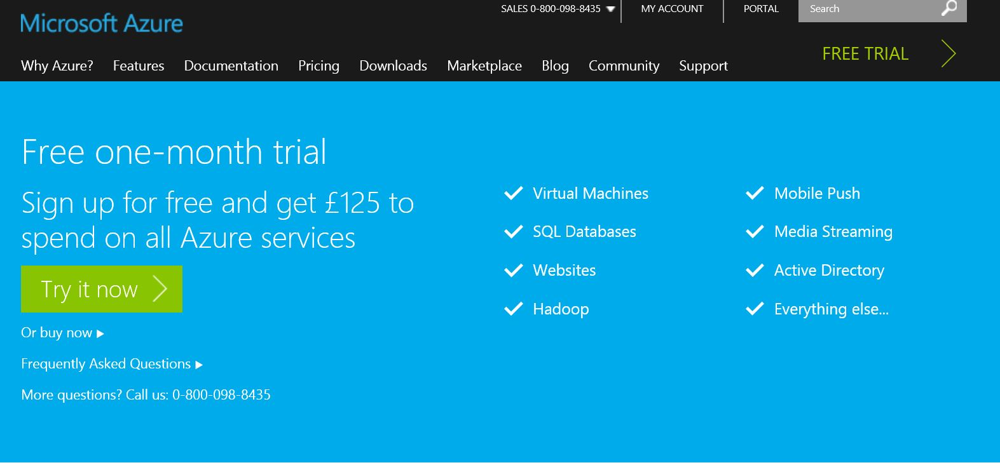 SALES 0-800-098-8435
MY ACCOUNT
PORTAL
Search
Microsoft Azure
FREE TRIAL
Why Azure? Features Documentation Pricing Downloads Marketplace Blog Community Support
Free one-month trial
Sign up for free and get £125 to
spend on all Azure services
Try it now
Or buy now
Frequently Asked Questions
More questions? Call us: 0-800-098-8435
Virtual Machines
SQL Databases
Websites
Hadoop
Mobile Push
Media Streaming
Active Directory
Everything else...